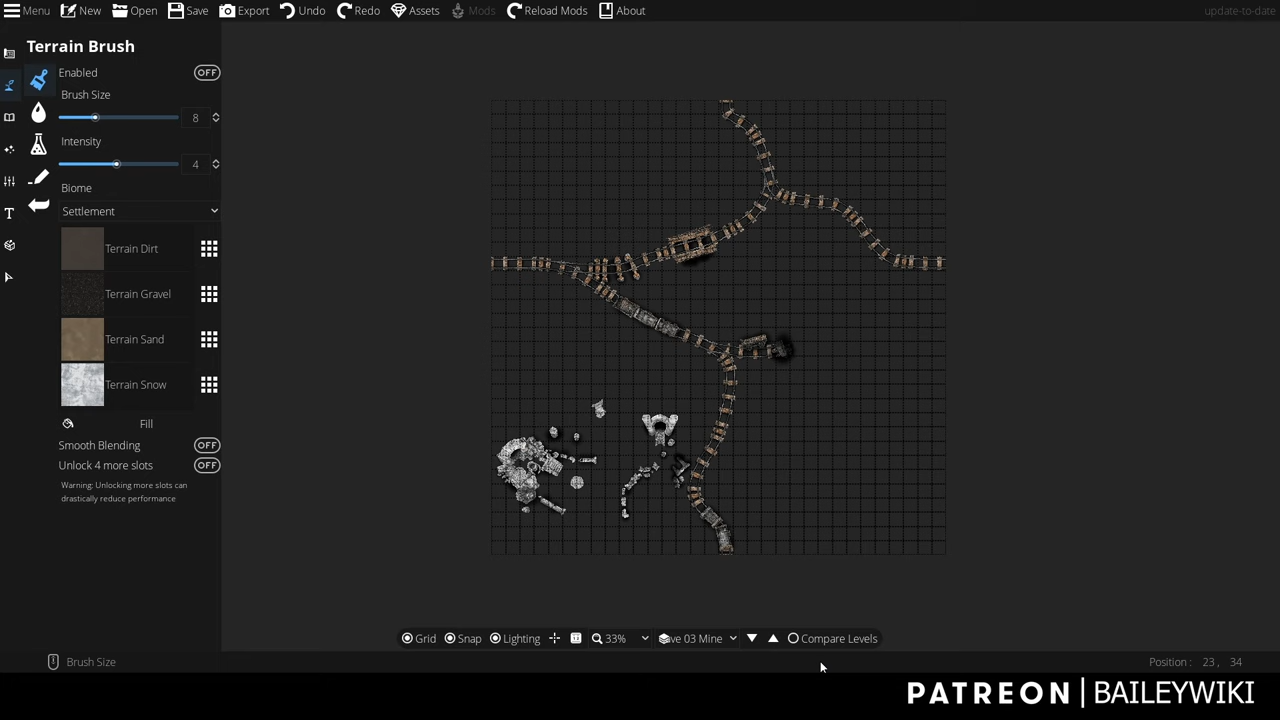 Menu New Open Save Export Undo Redo Assets Mods Reload Mods About update-to-date
Terrain Brush
Enabled OFF
Brush Size
8
Intensity
4
Biome
Settlement
Terrain Dirt
Terrain Gravel
Terrain Sand
Terrain Snow
Fill
Smooth Blending OFF
Unlock 4 more slots OFF
Warning: Unlocking more slots can
drastically reduce performance
Grid Snap Lighting 33% ve 03 Mine Compare Levels
Brush Size Position : 23 , 34
PATREON | BAILEYWIKI